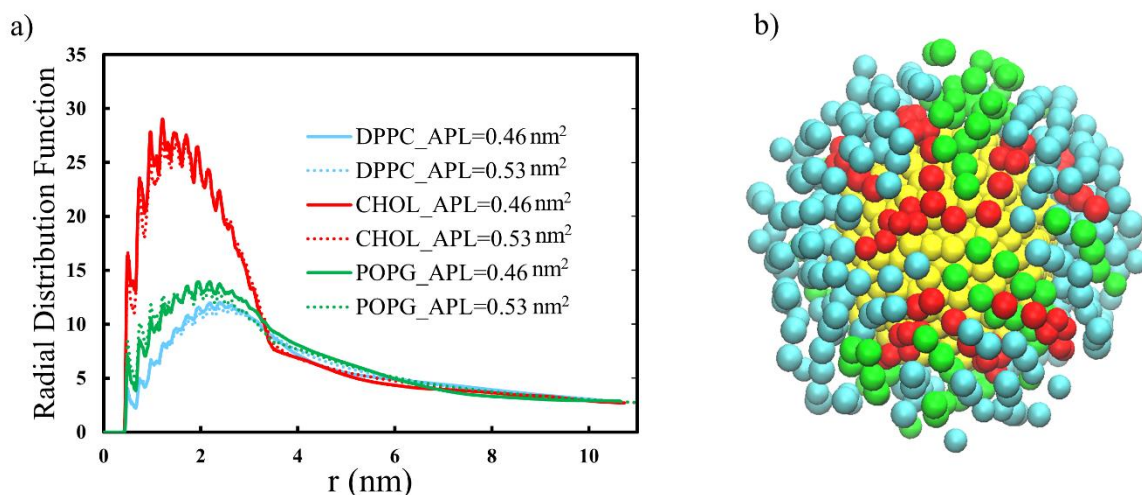 a)
b)
Radial Distribution Function
35
30
25
20
15
10
5
0
DPPC_APL=0.46 nm²
DPPC_APL=0.53 nm²
CHOL_APL=0.46 nm²
CHOL_APL=0.53 nm²
POPG_APL=0.46 nm²
POPG_APL=0.53 nm²
0 2 4 6 8 10
r (nm)